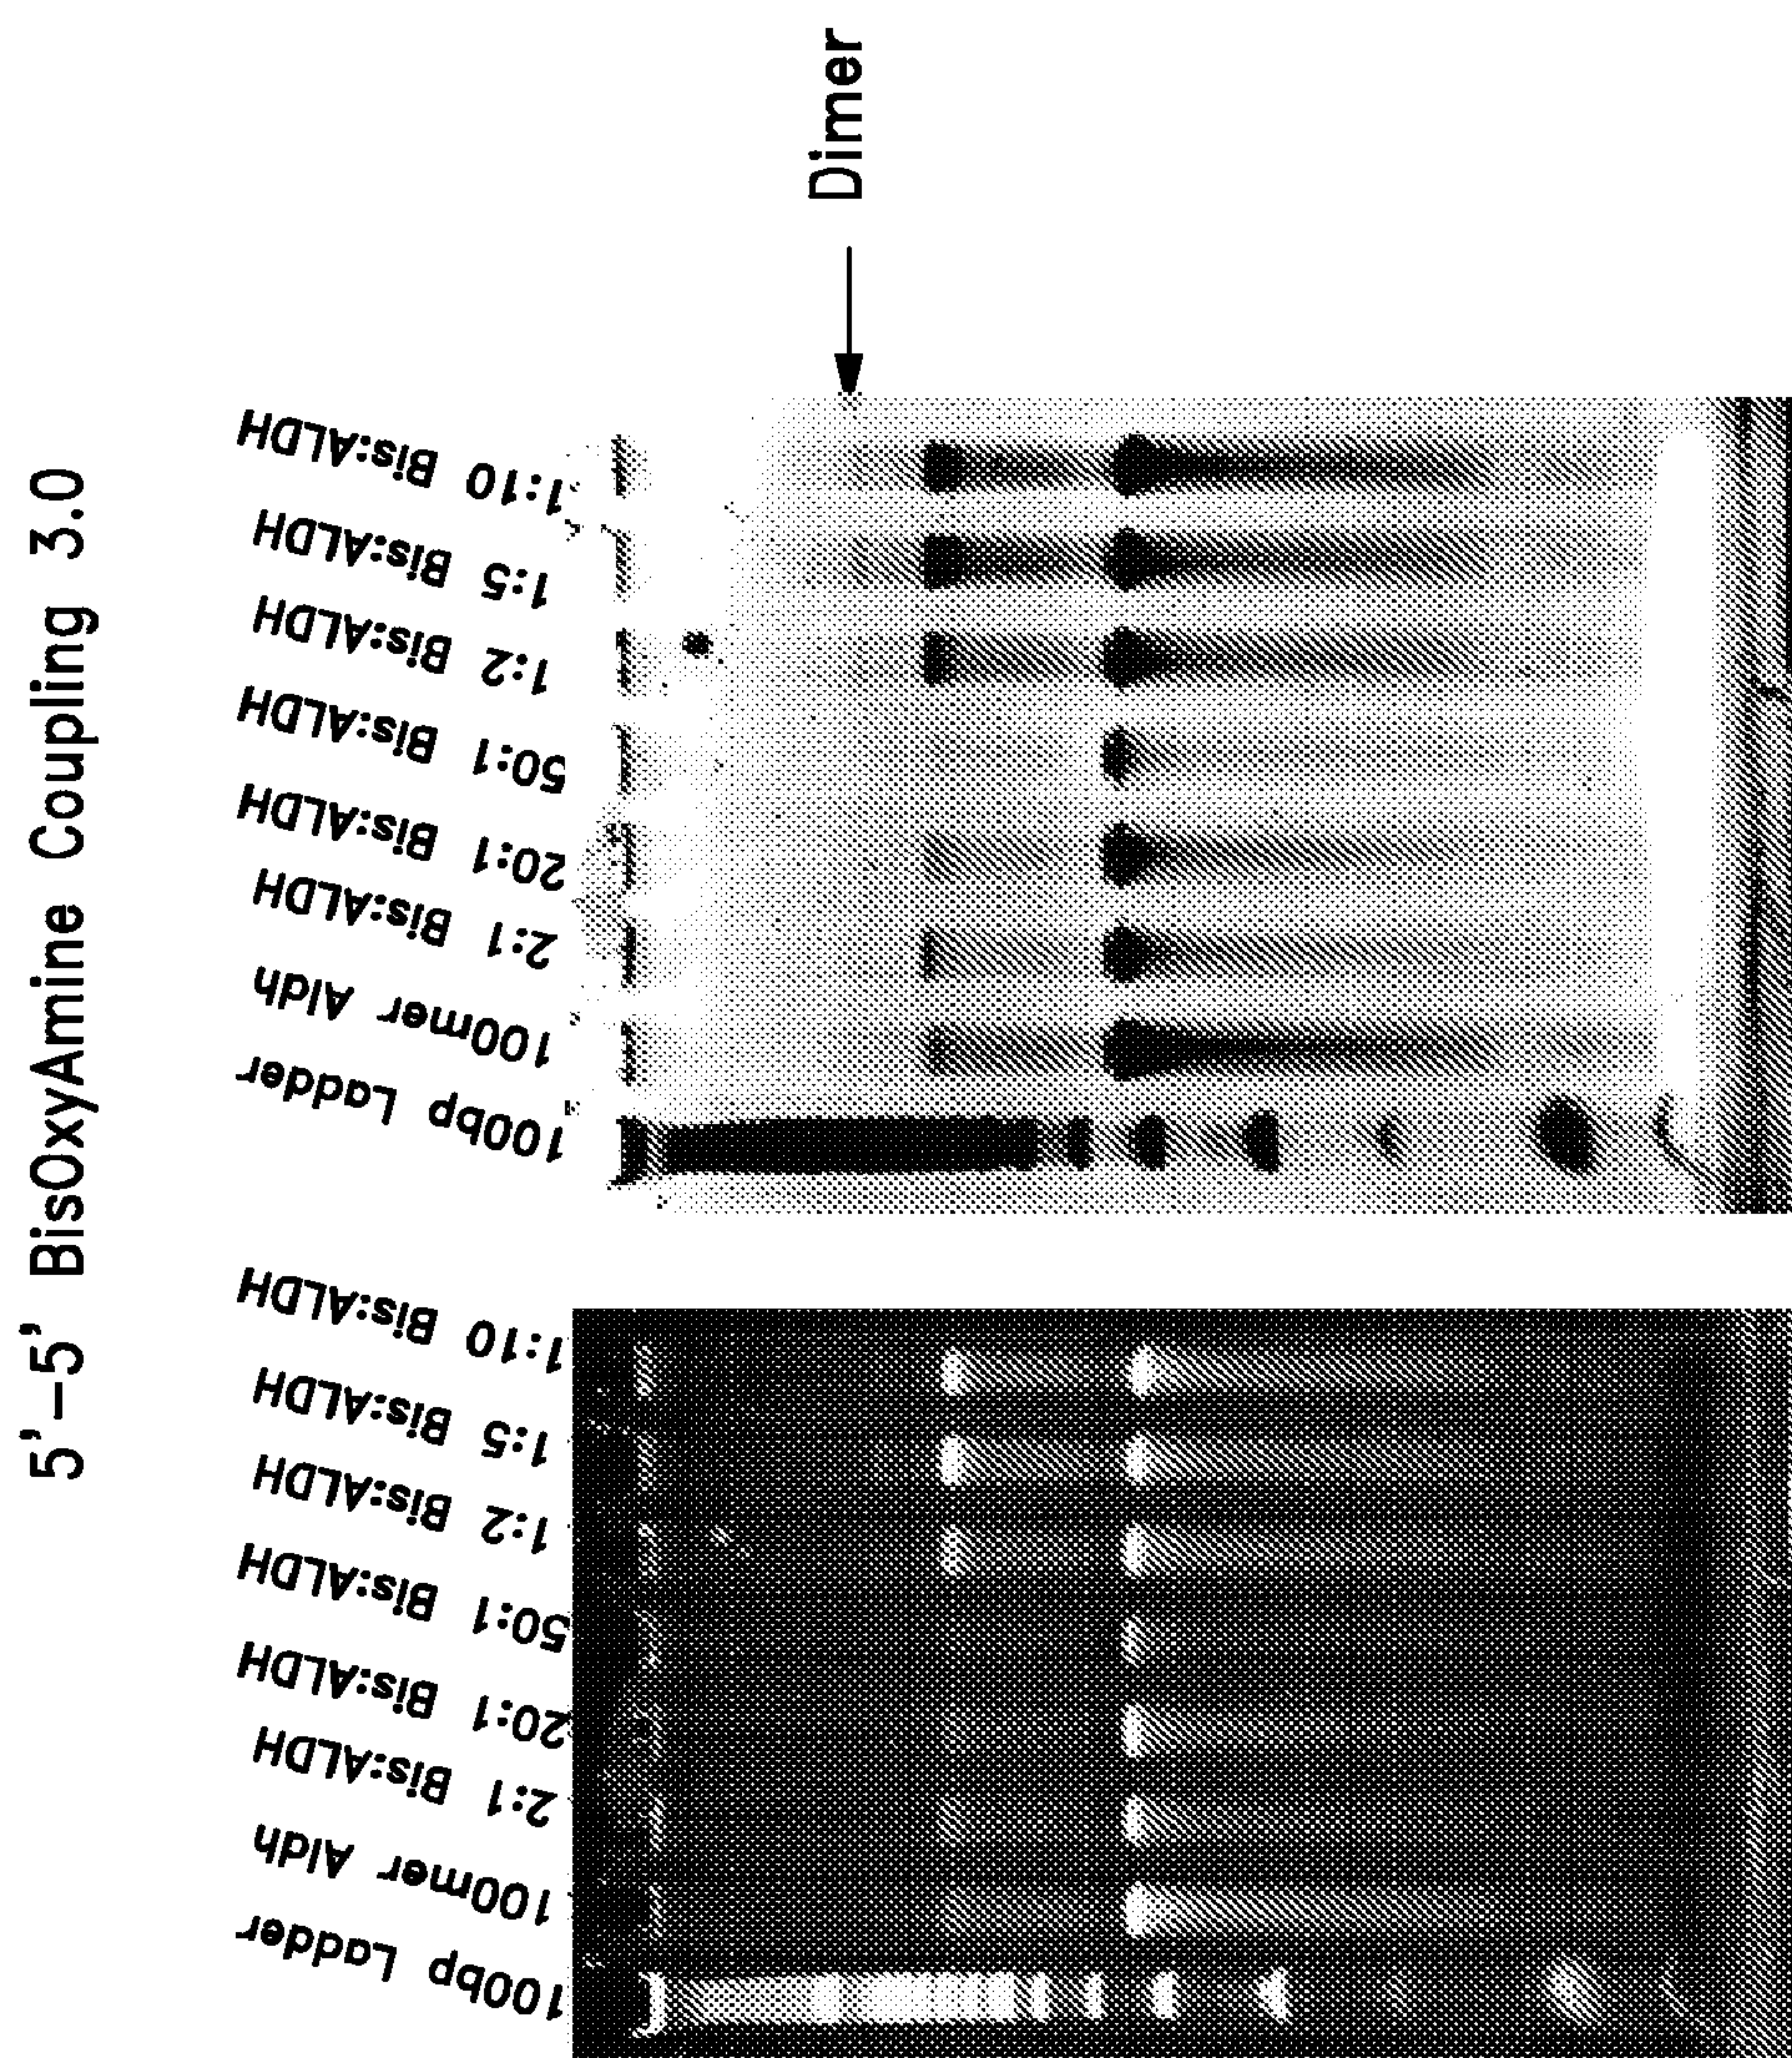 5'-5' BisOxyAmine Coupling 3.0
100bp Ladder
100mer Aldh
2:1 Bis:ALDH
20:1 Bis:ALDH
50:1 Bis:ALDH
1:2 Bis:ALDH
1:5 Bis:ALDH
1:10 Bis:ALDH
100bp Ladder
100mer Aldh
2:1 Bis:ALDH
20:1 Bis:ALDH
50:1 Bis:ALDH
1:2 Bis:ALDH
1:5 Bis:ALDH
1:10 Bis:ALDH
Dimer